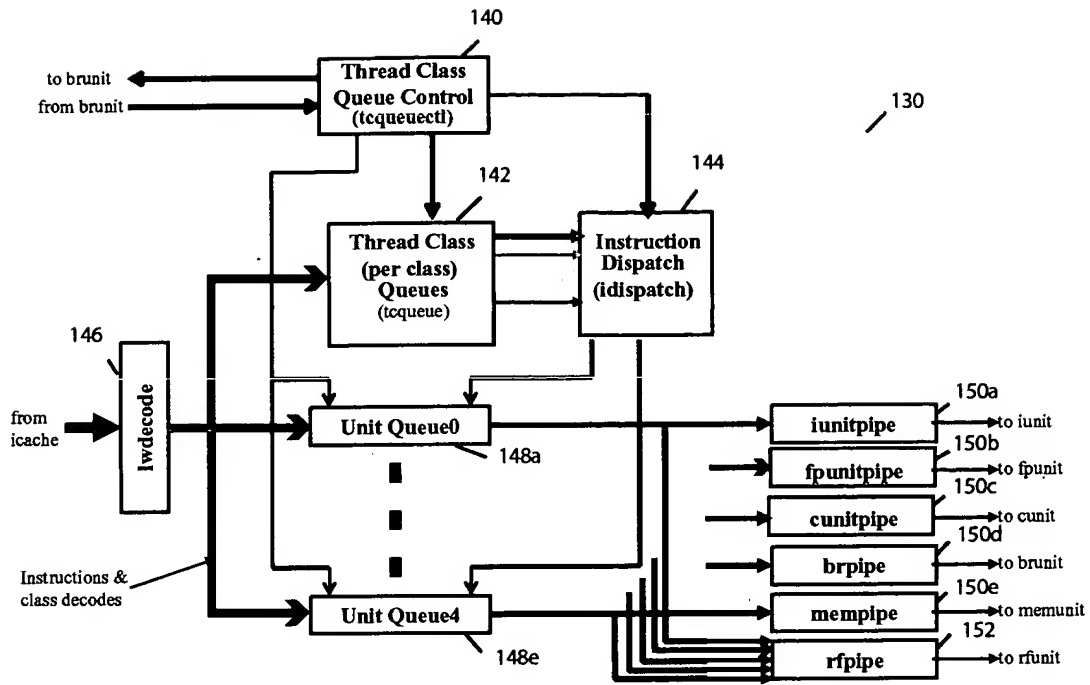 140
to brunit
from brunit
Thread Class
Queue Control
(tcqueuectl)
130
142
144
Thread Class
(per class)
Queues
(tcqueue)
Instruction
Dispatch
(idispatch)
146
from
icache
lwdecode
Unit Queue0
148a
150a
iunitpipe
to iunit
150b
fpunitpipe
to fpunit
150c
cunitpipe
to cunit
150d
brpipe
to brunit
150e
Instructions &
class decodes
Unit Queue4
148e
mempipe
to memunit
152
rfpipe
to rfunit